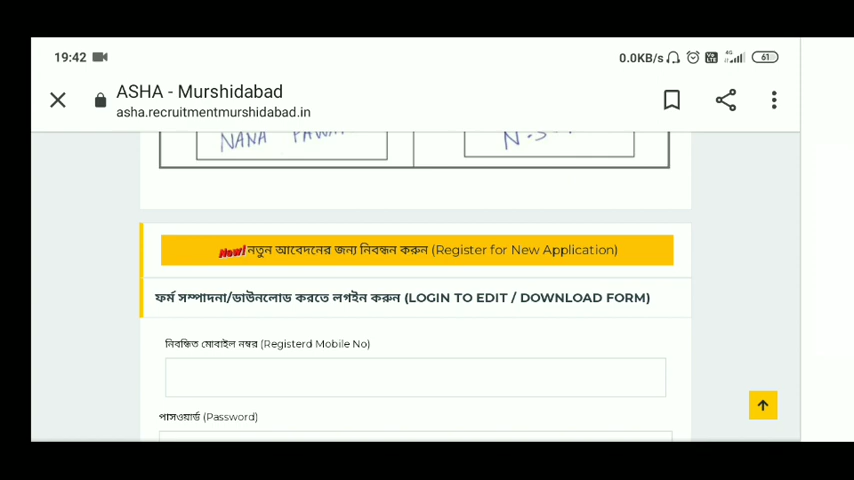 19:42
0.0KB/s
4G
61
ASHA - Murshidabad
asha.recruitmentmurshidabad.in
NANA
New! নতুন আবেদনের জন্য নিবন্ধন করুন (Register for New Application)
ফর্ম সম্পাদনা/ডাউনলোড করতে লগইন করুন (LOGIN TO EDIT / DOWNLOAD FORM)
নিবন্ধিত মোবাইল নম্বর (Registerd Mobile No)
পাসওয়ার্ড (Password)